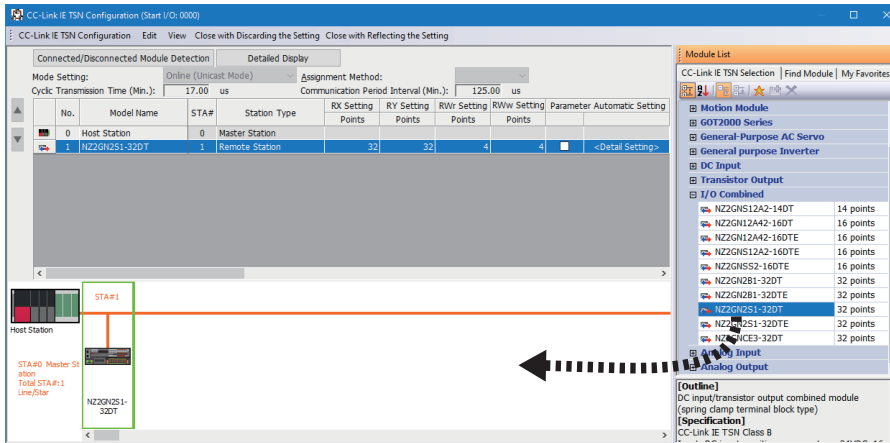 CC-Link IE TSN Configuration (Start I/O: 0000)
CC-Link IE TSN Configuration Edit View Close with Discarding the Setting Close with Reflecting the Setting
Connected/Disconnected Module Detection Detailed Display
Mode Setting: Online (Unicast Mode) Assignment Method:
Cyclic Transmission Time (Min.): 17.00 us Communication Period Interval (Min.): 125.00 us
No. Model Name STA# Station Type RX Setting RY Setting RWr Setting RWw Setting Parameter Automatic Setting
Points Points Points Points
0 Host Station 0 Master Station
1 NZ2GN2S1-32DT 1 Remote Station 32 32 4 4 <Detail Setting>
STA#1
Host Station
STA#0 Master St
ation
Total STA#:1
Line/Star
NZ2GN2S1-
32DT
Module List
CC-Link IE TSN Selection Find Module My Favorites
Motion Module
GOT2000 Series
General-Purpose AC Servo
General purpose Inverter
DC Input
Transistor Output
I/O Combined
NZ2GNS12A2-14DT 14 points
NZ2GN12A42-16DT 16 points
NZ2GN12A42-16DTE 16 points
NZ2GNS12A2-16DTE 16 points
NZ2GNSS2-16DTE 16 points
NZ2GN2B1-32DT 32 points
NZ2GN2B1-32DTE 32 points
NZ2GN2S1-32DT 32 points
NZ2GN2S1-32DTE 32 points
NZ2GNCE3-32DT 32 points
Analog Input
Analog Output
[Outline]
DC input/transistor output combined module
(spring clamp terminal block type)
[Specification]
CC-Link IE TSN Class B